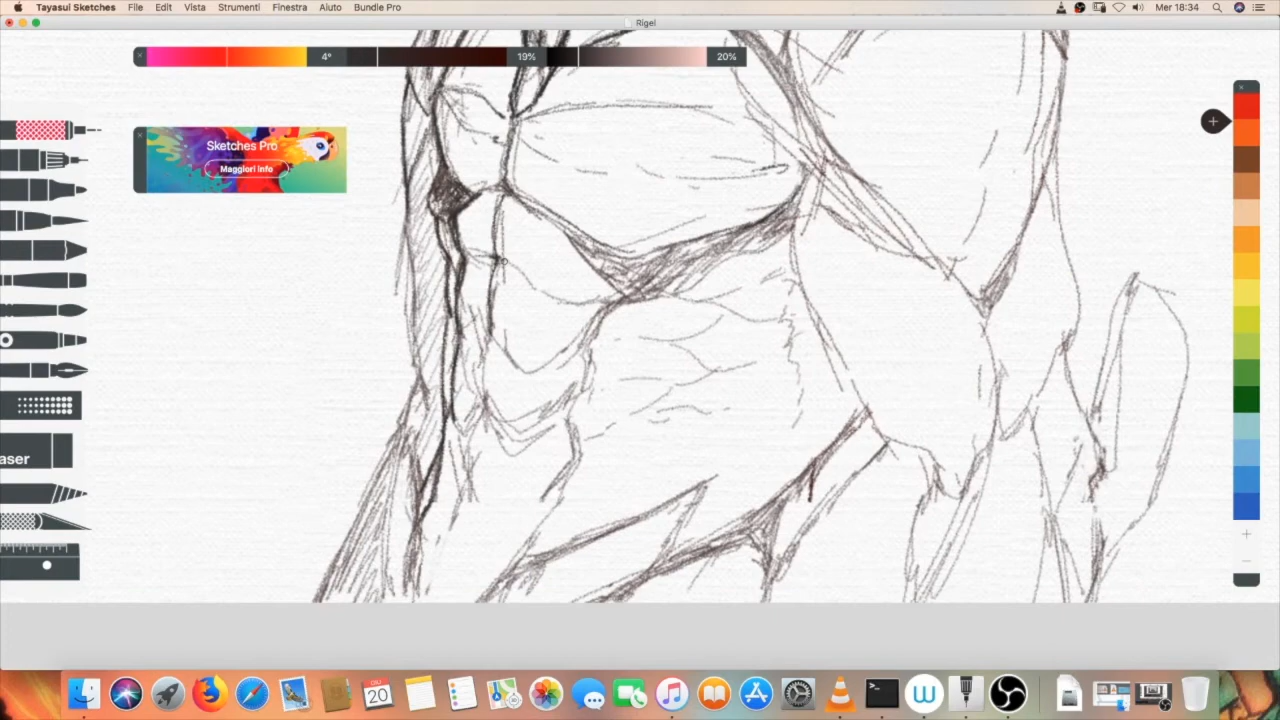 Tayasui Sketches File Edit Vista Strumenti Finestra Aiuto Bundle Pro Mer 18:34
Rigel
4° 19% 20%
Sketches Pro
Maggiori info
aser
20